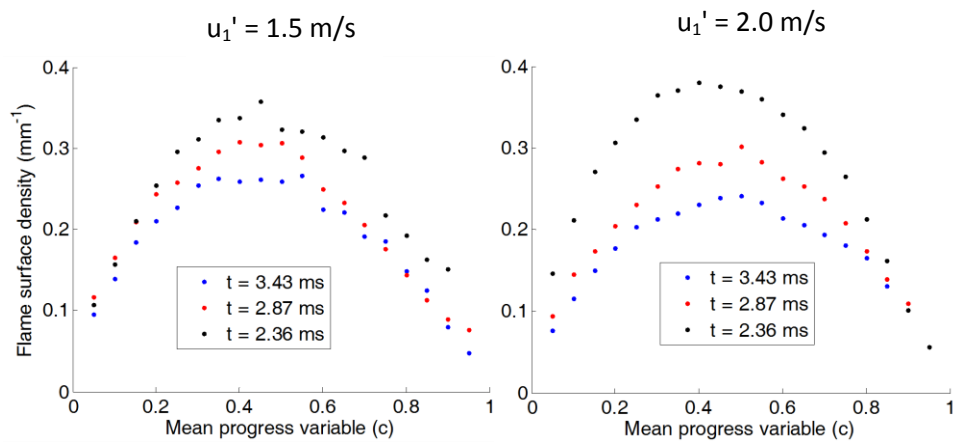 u₁' = 1.5 m/s
Flame surface density (mm⁻¹)
0.4
0.3
0.2
0.1
0
t = 3.43 ms
t = 2.87 ms
t = 2.36 ms
0 0.2 0.4 0.6 0.8 1
Mean progress variable (c)
u₁' = 2.0 m/s
0.4
0.3
0.2
0.1
0
t = 3.43 ms
t = 2.87 ms
t = 2.36 ms
0 0.2 0.4 0.6 0.8 1
Mean progress variable (c)